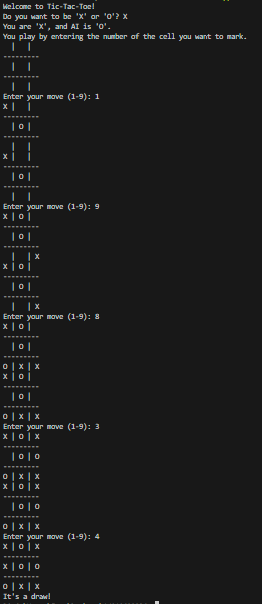 Welcome to Tic-Tac-Toe!
Do you want to be 'X' or 'O'? X
You are 'X', and AI is 'O'.
You play by entering the number of the cell you want to mark.
  |   |
---------
  |   |
---------
  |   |
Enter your move (1-9): 1
X |   |
---------
  | O |
---------
  |   |
X |   |
---------
  | O |
---------
  |   |
Enter your move (1-9): 9
X | O |
---------
  | O |
---------
  |   | X
X | O |
---------
  | O |
---------
  |   | X
Enter your move (1-9): 8
X | O |
---------
  | O |
---------
O | X | X
X | O |
---------
  | O |
---------
O | X | X
Enter your move (1-9): 3
X | O | X
---------
  | O | O
---------
O | X | X
X | O | X
---------
  | O | O
---------
O | X | X
Enter your move (1-9): 4
X | O | X
---------
X | O | O
---------
O | X | X
It's a draw!